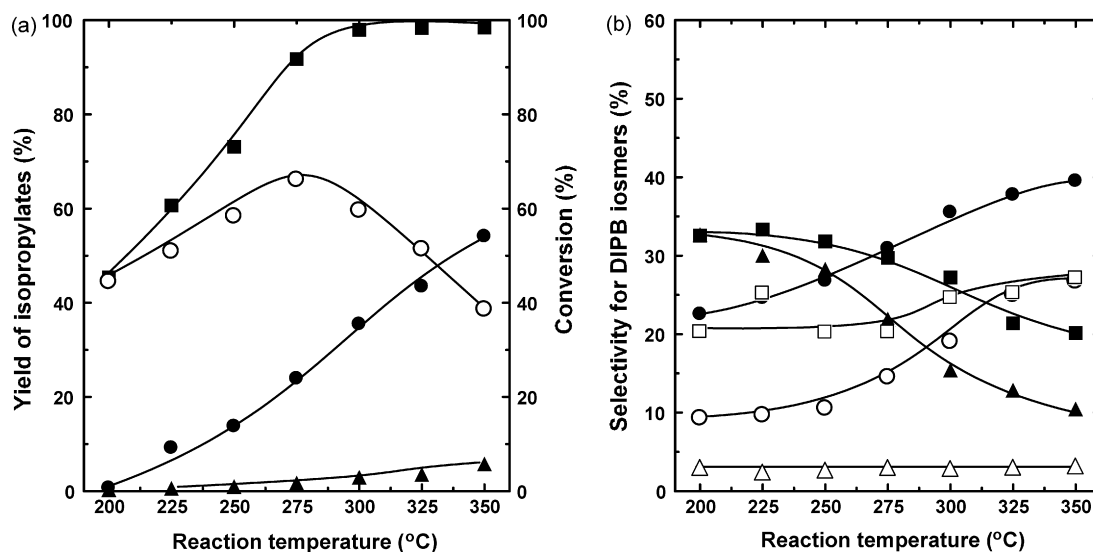 (a)
Yield of isopropylates (%)
100
80
60
40
20
0
100
80
60
40
20
0
Conversion (%)
200 225 250 275 300 325 350
Reaction temperature (ºC)
(b)
Selectivity for DIPB iosmers (%)
60
50
40
30
20
10
0
200 225 250 275 300 325 350
Reaction temperature (ºC)